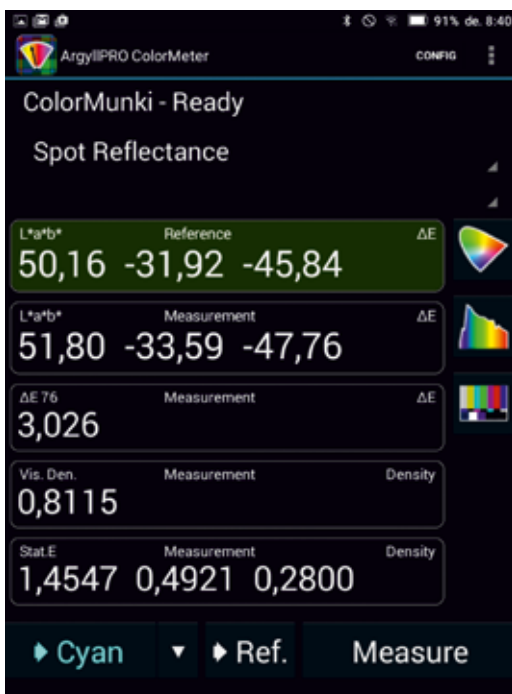 91% de. 8:40
ArgyllPRO ColorMeter CONFIG
ColorMunki - Ready
Spot Reflectance
L*a*b* Reference ΔE
50,16 -31,92 -45,84
L*a*b* Measurement ΔE
51,80 -33,59 -47,76
ΔE 76 Measurement ΔE
3,026
Vis. Den. Measurement Density
0,8115
Stat.E Measurement Density
1,4547 0,4921 0,2800
Cyan Ref. Measure